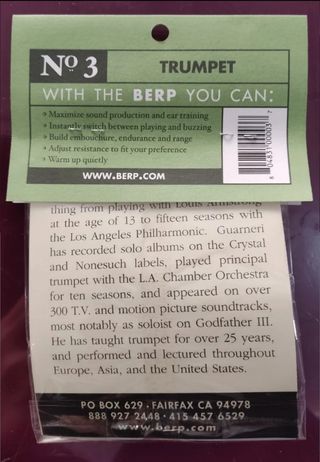 Nº 3
TRUMPET
WITH THE BERP YOU CAN:
• Maximize sound production and ear training
• Instantly switch between playing and buzzing
• Build embouchure, endurance and range
• Adjust resistance to fit your preference
• Warm up quietly
WWW.BERP.COM
thing from playing with Louis Armstrong
at the age of 13 to fifteen seasons with
the Los Angeles Philharmonic. Guarneri
has recorded solo albums on the Crystal
and Nonesuch labels, played principal
trumpet with the L.A. Chamber Orchestra
for ten seasons, and appeared on over
300 T.V. and motion picture soundtracks,
most notably as soloist on Godfather III.
He has taught trumpet for over 25 years,
and performed and lectured throughout
Europe, Asia, and the United States.
PO BOX 629 · FAIRFAX CA 94978
888 927 2448 · 415 457 6529
www.berp.com